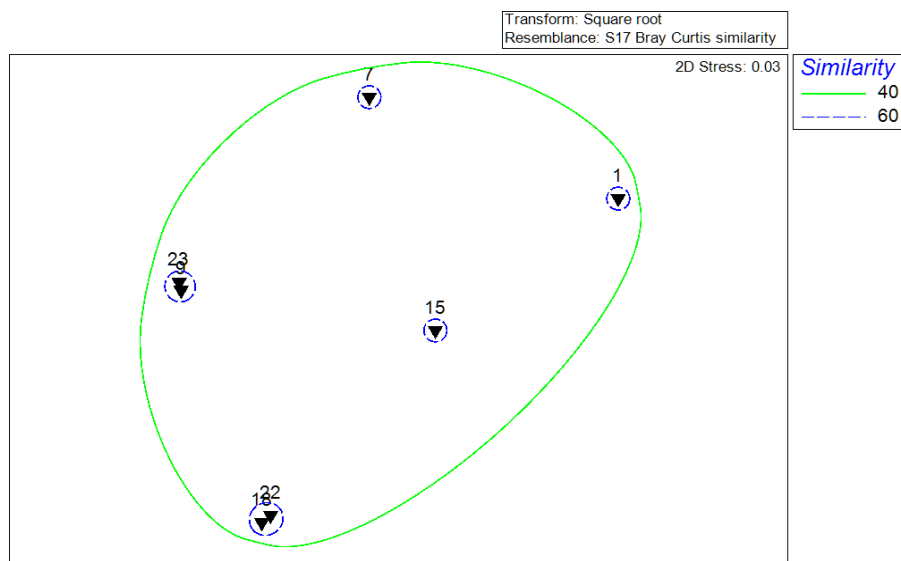 Transform: Square root
Resemblance: S17 Bray Curtis similarity
2D Stress: 0.03
Similarity
40
60
7
1
23
9
15
22